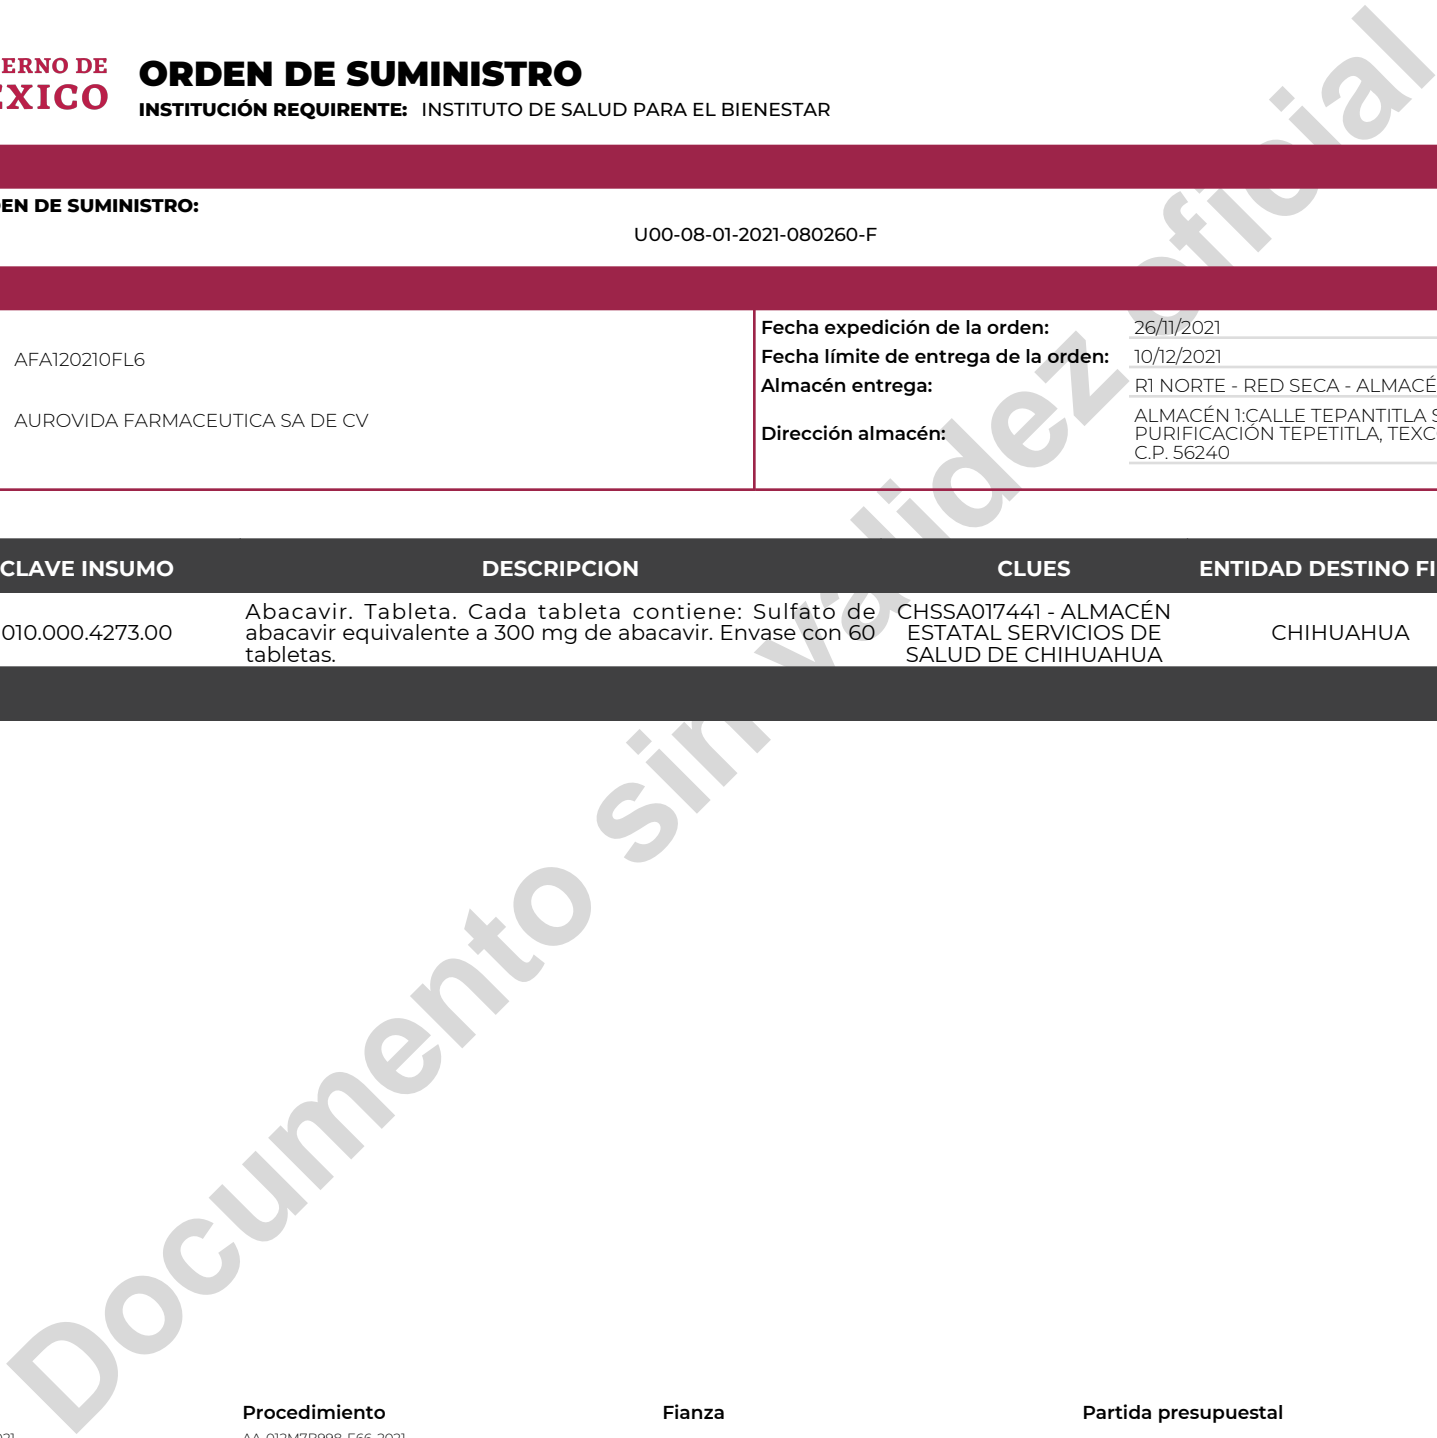 ORDEN DE SUMINISTRO
INSTITUCIÓN REQUIRENTE: INSTITUTO DE SALUD PARA EL BIENESTAR
DE SUMINISTRO:
U00-08-01-2021-080260-F
AFA120210FL6
AUROVIDA FARMACEUTICA SA DE CV
Fecha expedición de la orden: 26/11/2021
Fecha límite de entrega de la orden: 10/12/2021
Almacén entrega: R1 NORTE - RED SECA - ALMACÉ
Dirección almacén: ALMACÉN 1:CALLE TEPANTITLA S
PURIFICACIÓN TEPETITLA, TEXC
C.P. 56240
CLAVE INSUMO DESCRIPCION CLUES ENTIDAD DESTINO FI
010.000.4273.00
Abacavir. Tableta. Cada tableta contiene: Sulfato de
abacavir equivalente a 300 mg de abacavir. Envase con 60
tabletas.
CHSSA017441 - ALMACÉN
ESTATAL SERVICIOS DE
SALUD DE CHIHUAHUA
CHIHUAHUA
Documento sin validez oficial
Procedimiento Fianza Partida presupuestal